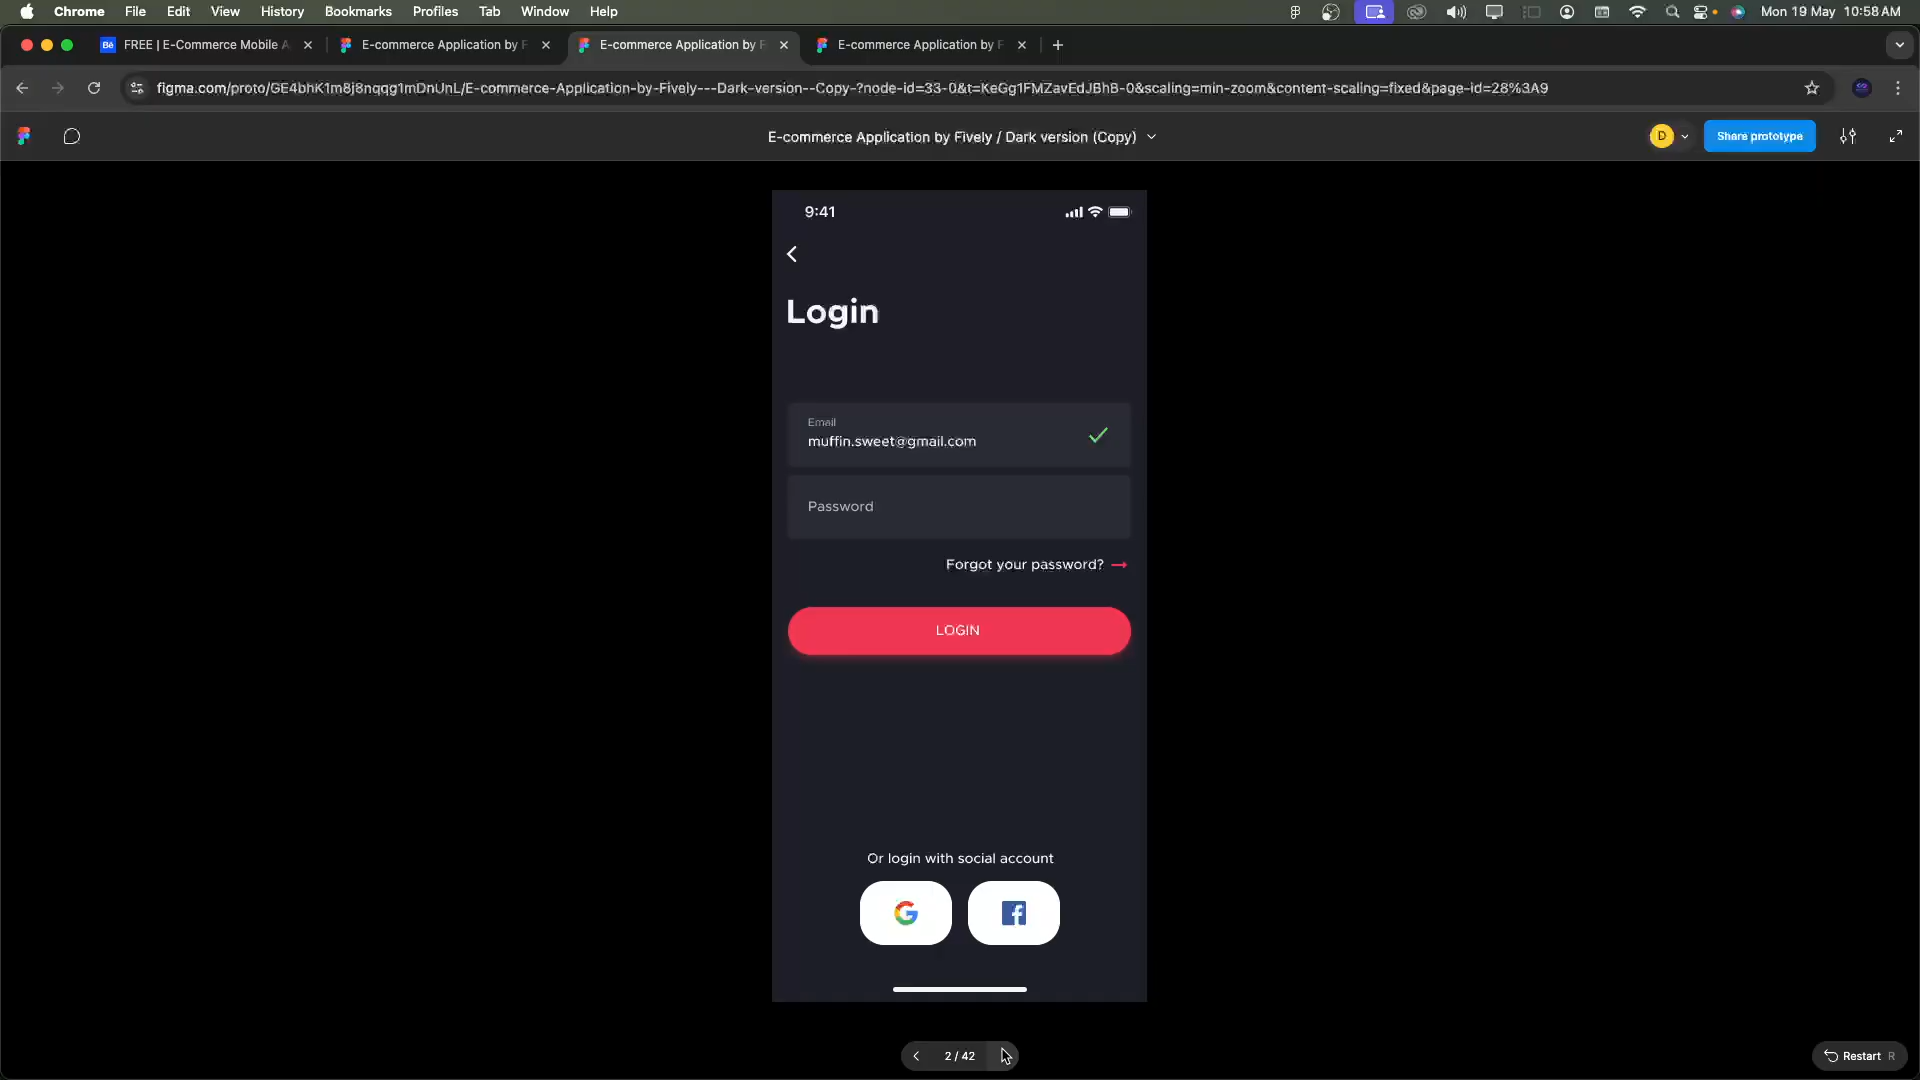 Chrome File Edit View History Bookmarks Profiles Tab Window Help Mon 19 May 10:58 AM
Bē FREE | E-Commerce Mobile A E-commerce Application by F E-commerce Application by F E-commerce Application by F
figma.com/proto/GE4bhK1m8j8nqqg1mDnUnL/E-commerce-Application-by-Fively---Dark-version--Copy-?node-id=33-0&t=KeGg1FMZavEdJBhB-0&scaling=min-zoom&content-scaling=fixed&page-id=28%3A9
E-commerce Application by Fively / Dark version (Copy) D Share prototype
9:41
Login
Email
muffin.sweet@gmail.com
Password
Forgot your password?
LOGIN
Or login with social account
2 / 42
Restart R